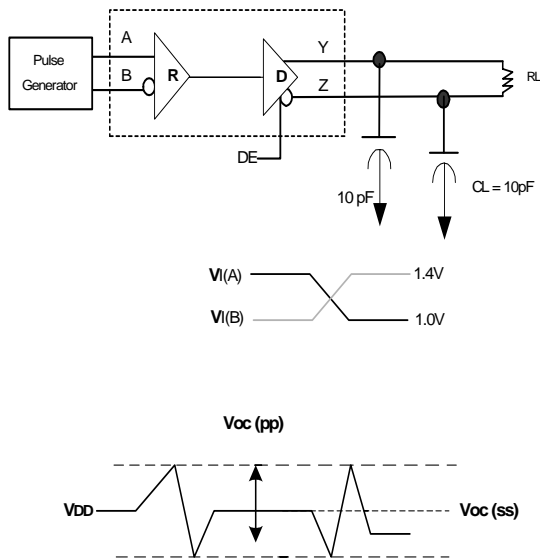 A
Pulse
Generator
B
R
D
Y
Z
RL
DE
10 pF
CL = 10pF
VI(A)
1.4V
VI(B)
1.0V
Voc (pp)
VDD
Voc (ss)